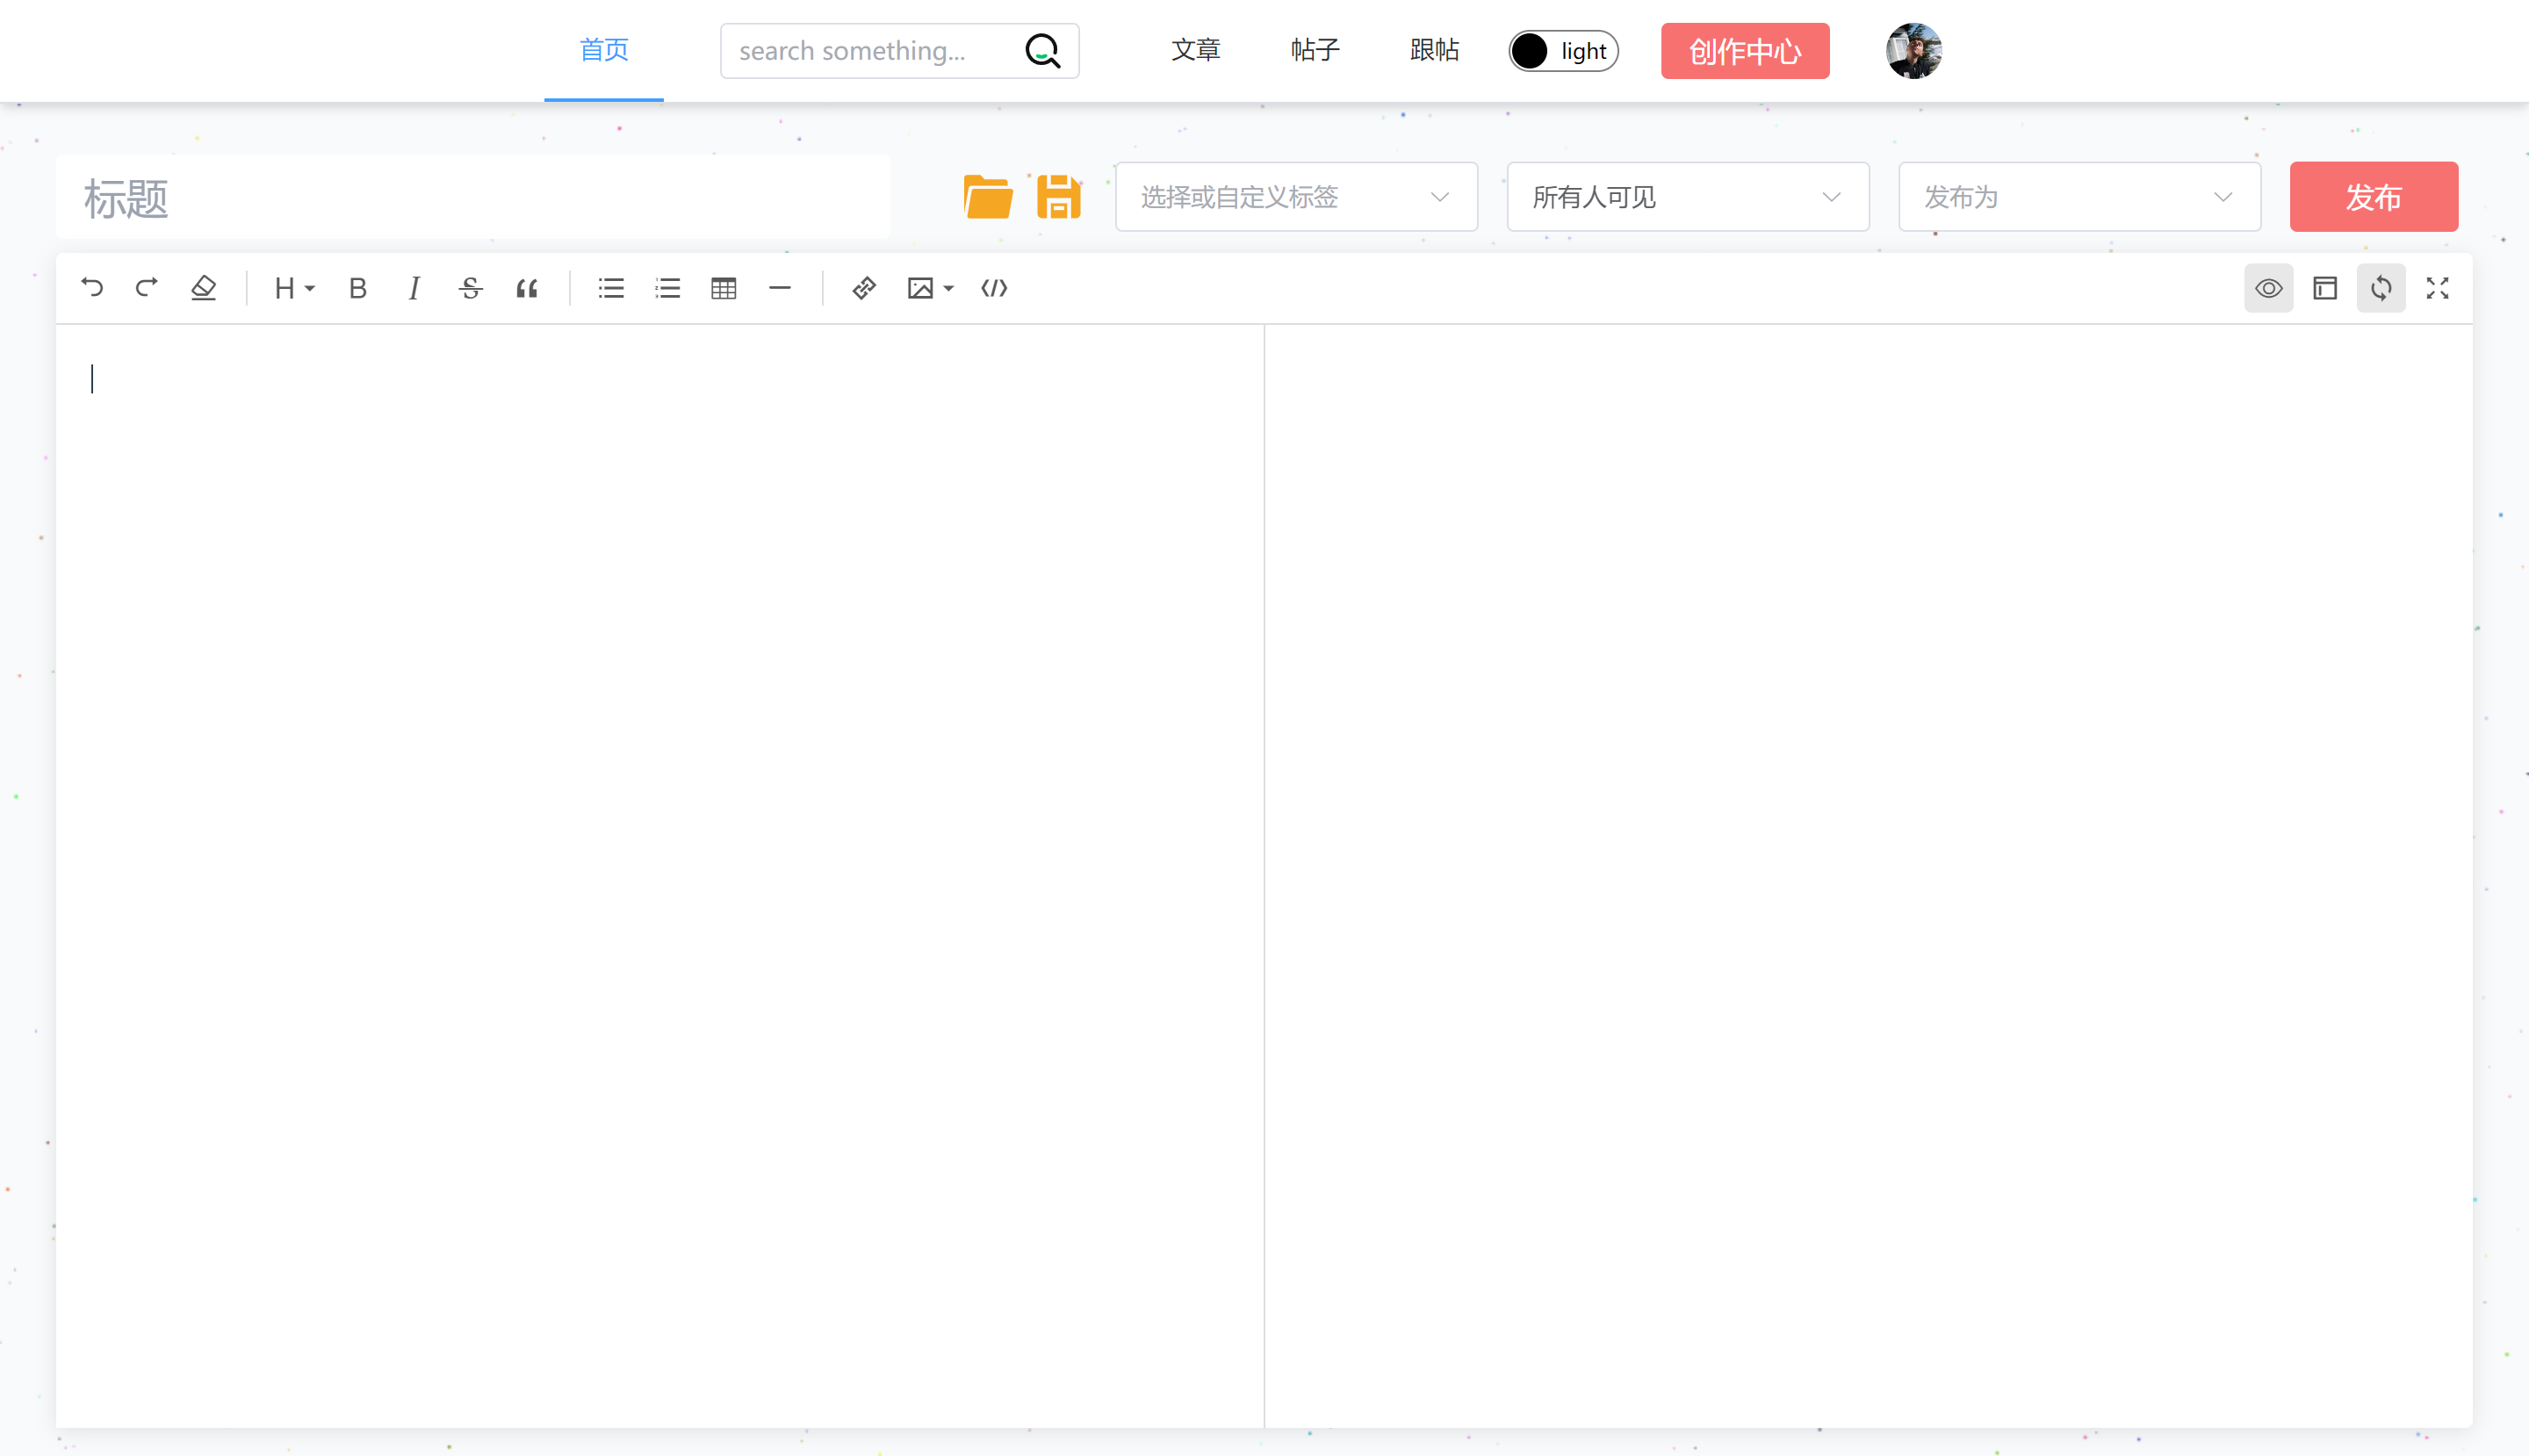 首页 search something... 文章 帖子 跟帖 light 创作中心
标题 选择或自定义标签 所有人可见 发布为 发布
H B I S